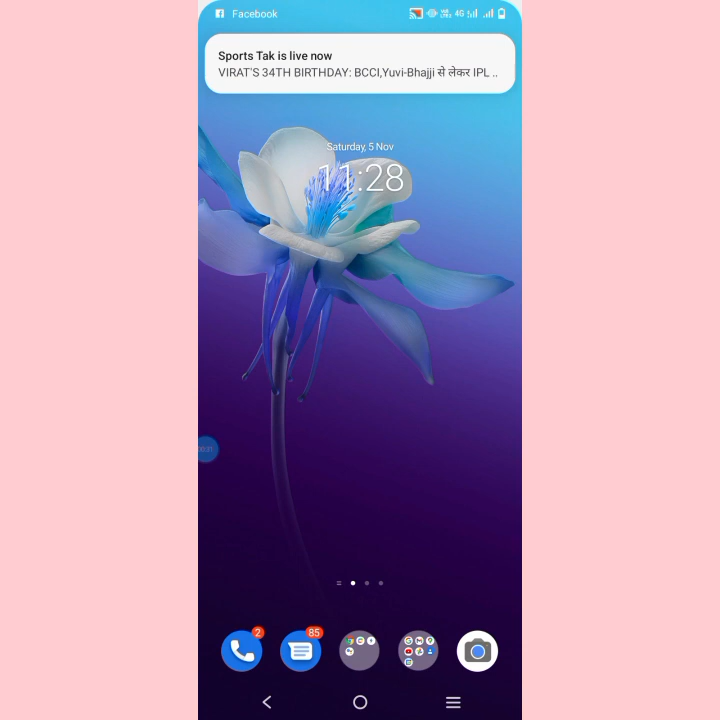 Facebook
4G
Sports Tak is live now
VIRAT'S 34TH BIRTHDAY: BCCI,Yuvi-Bhajji से लेकर IPL ..
Saturday, 5 Nov
11:28
2
85